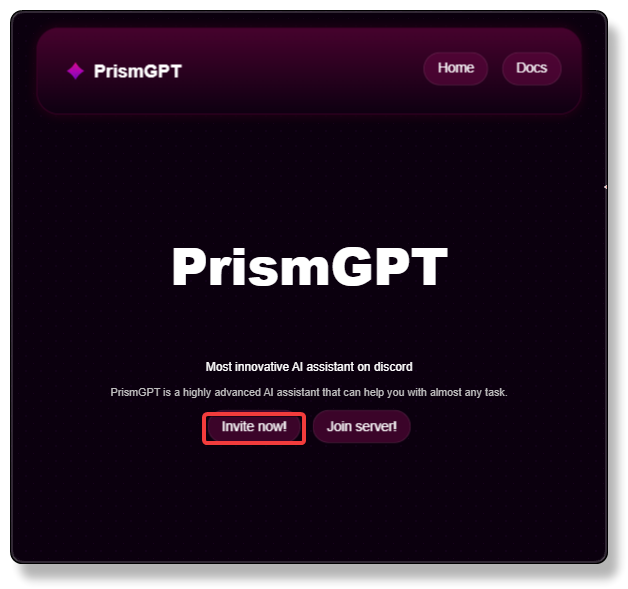 PrismGPT
Home
Docs
PrismGPT
Most innovative AI assistant on discord
PrismGPT is a highly advanced AI assistant that can help you with almost any task.
Invite now!
Join server!